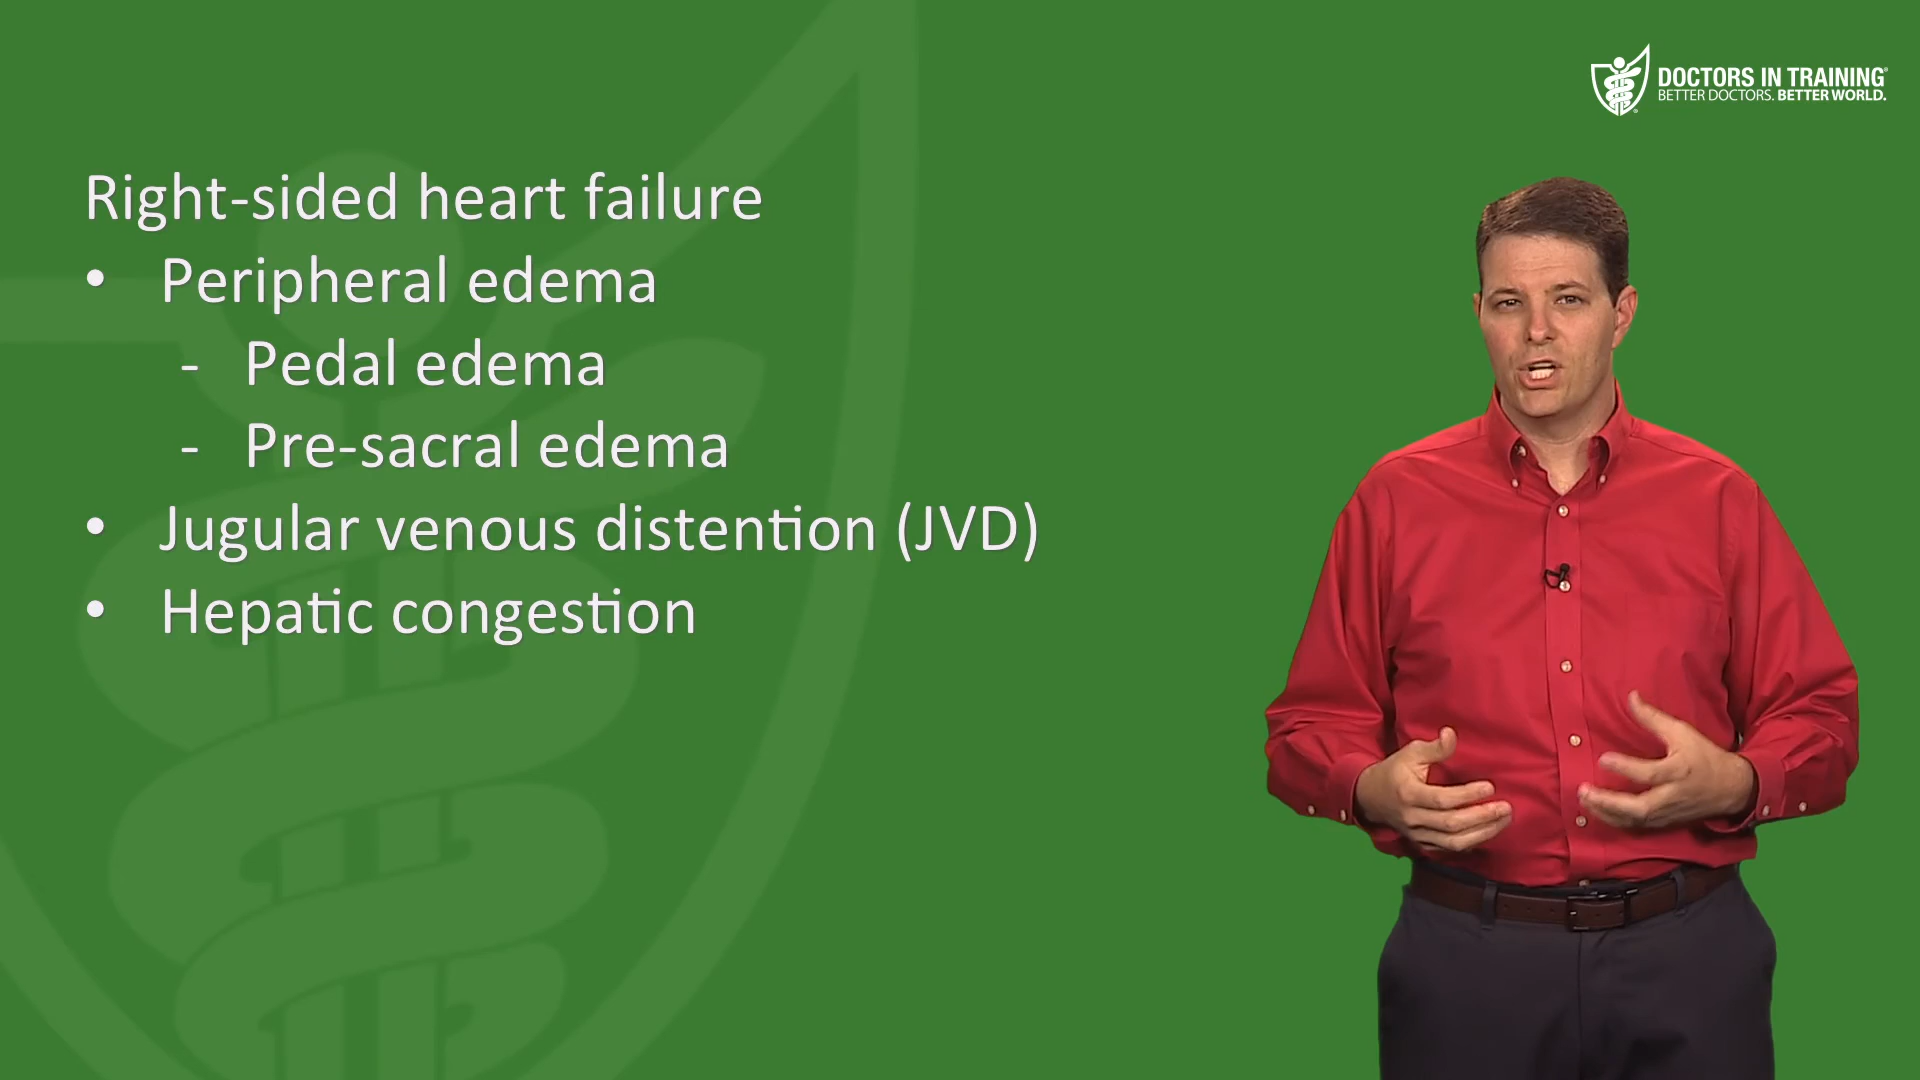 DOCTORS IN TRAINING®
BETTER DOCTORS. BETTER WORLD.
Right-sided heart failure
• Peripheral edema
- Pedal edema
- Pre-sacral edema
• Jugular venous distention (JVD)
• Hepatic congestion